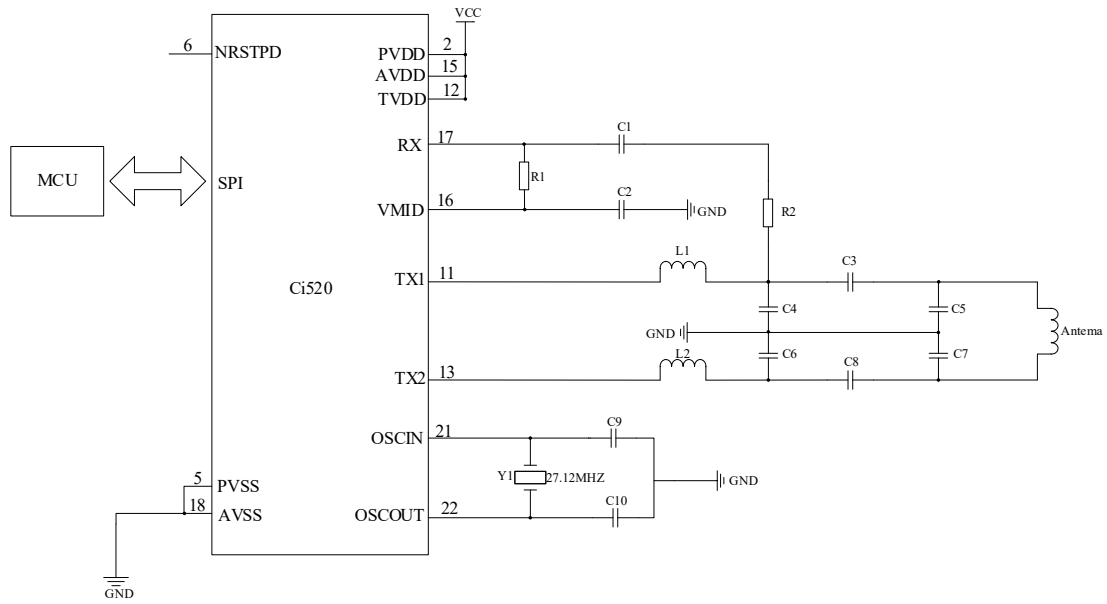 VCC
6
NRSTPD
PVDD
2
AVDD
15
TVDD
12
RX
17
C1
MCU
SPI
R1
VMID
16
C2
GND
R2
TX1
11
L1
C3
Ci520
C4
C5
GND
Antema
C6
C7
TX2
13
L2
C8
OSCIN
21
C9
Y1
27.12MHZ
GND
5
PVSS
18
AVSS
OSCOUT
22
C10
GND